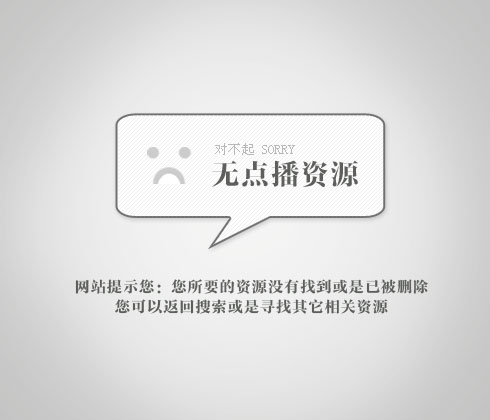 对不起 SORRY
无点播资源
网站提示您：您所要的资源没有找到或是已被删除
您可以返回搜索或是寻找其它相关资源